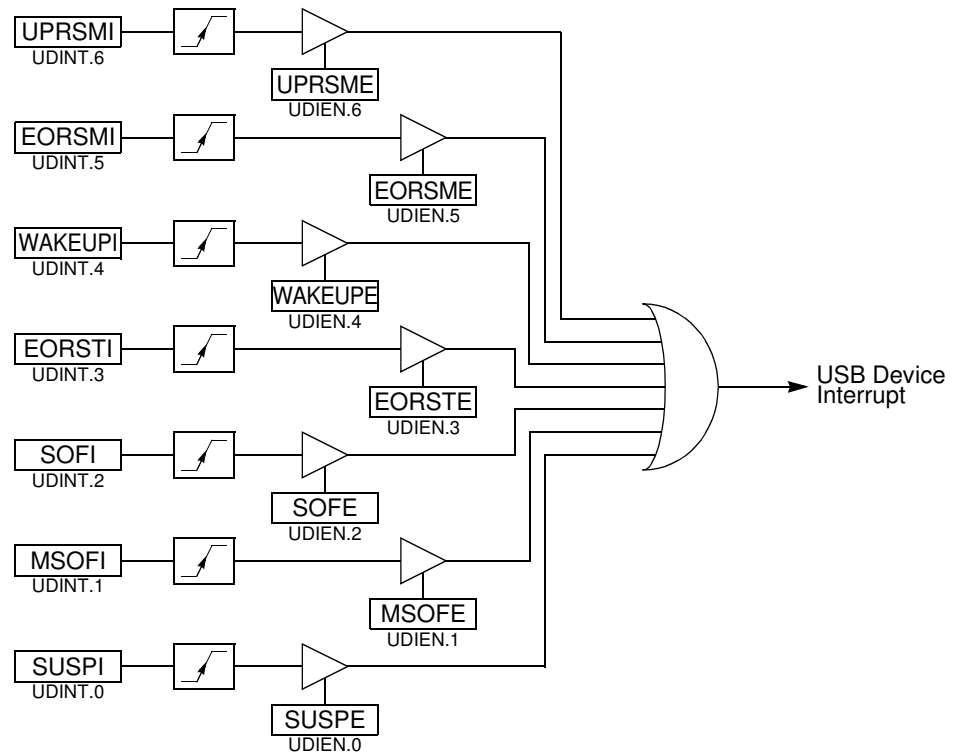 UPRSMI
UDINT.6
UPRSME
UDIEN.6
EORSMI
UDINT.5
EORSME
UDIEN.5
WAKEUPI
UDINT.4
WAKEUPE
UDIEN.4
EORSTI
UDINT.3
EORSTE
UDIEN.3
SOFI
UDINT.2
SOFE
UDIEN.2
MSOFI
UDINT.1
MSOFE
UDIEN.1
SUSPI
UDINT.0
SUSPE
UDIEN.0
USB Device
Interrupt